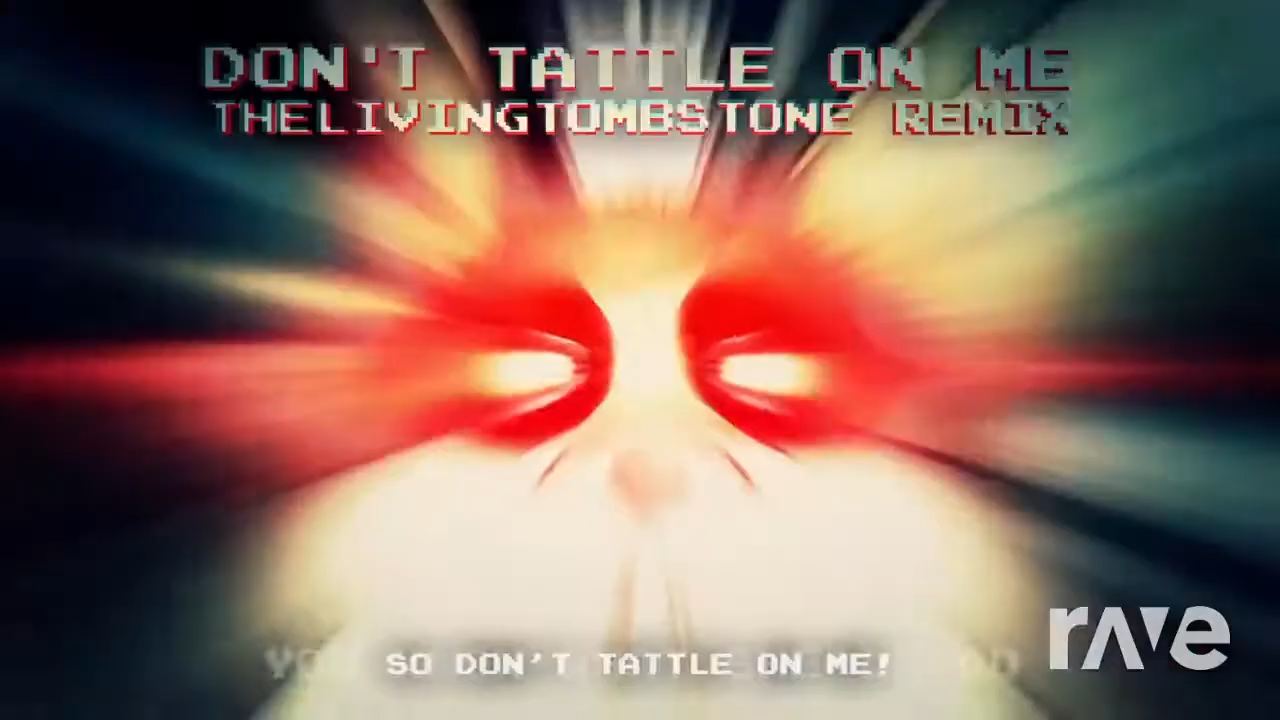 DON'T TATTLE ON ME
THELIVINGTOMBSTONE REMIX
SO DON'T TATTLE ON ME!
rave